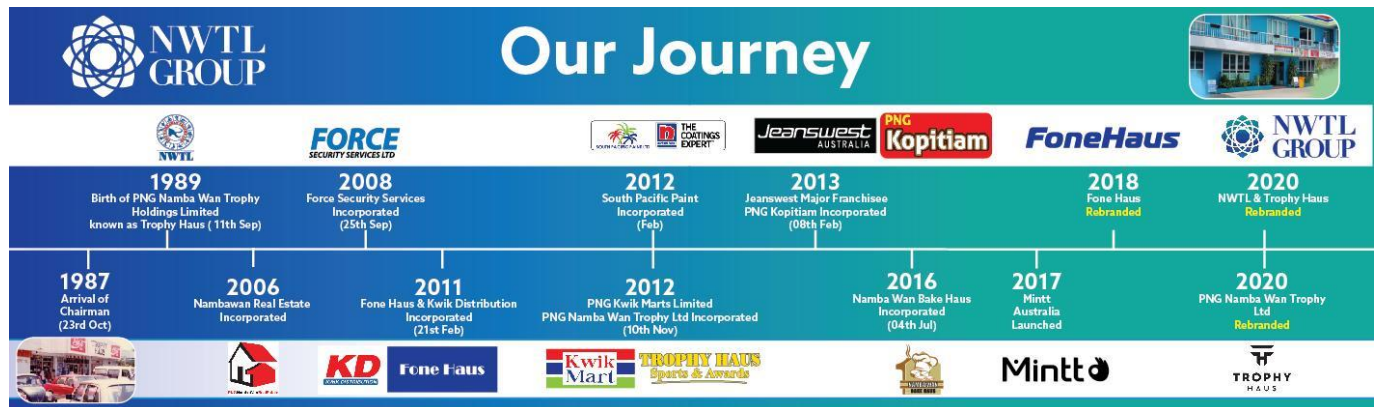 NWTL
GROUP
Our Journey
NWTL
FORCE
SECURITY SERVICES LTD
SOUTH PACIFIC PAINT LTD
THE
COATINGS
EXPERT
Jeanswest
AUSTRALIA
PNG
Kopitiam
FoneHaus
NWTL
GROUP
1989
Birth of PNG Namba Wan Trophy
Holdings Limited
known as Trophy Haus ( 11th Sep)
2008
Force Security Services
Incorporated
(25th Sep)
2012
South Pacific Paint
Incorporated
(Feb)
2013
Jeanswest Major Franchisee
PNG Kopitiam Incorporated
(08th Feb)
2018
Fone Haus
Rebranded
2020
NWTL & Trophy Haus
Rebranded
1987
Arrival of
Chairman
(23rd Oct)
2006
Nambawan Real Estate
Incorporated
2011
Fone Haus & Kwik Distribution
Incorporated
(21st Feb)
2012
PNG Kwik Marts Limited
PNG Namba Wan Trophy Ltd Incorporated
(10th Nov)
2016
Namba Wan Bake Haus
Incorporated
(04th Jul)
2017
Mintt
Australia
Launched
2020
PNG Namba Wan Trophy
Ltd
Rebranded
KD
KWIK DISTRIBUTION
Fone Haus
Kwik
Mart
TROPHY HAUS
Sports & Awards
BAKE HAUS
Mintt
TROPHY
HAUS